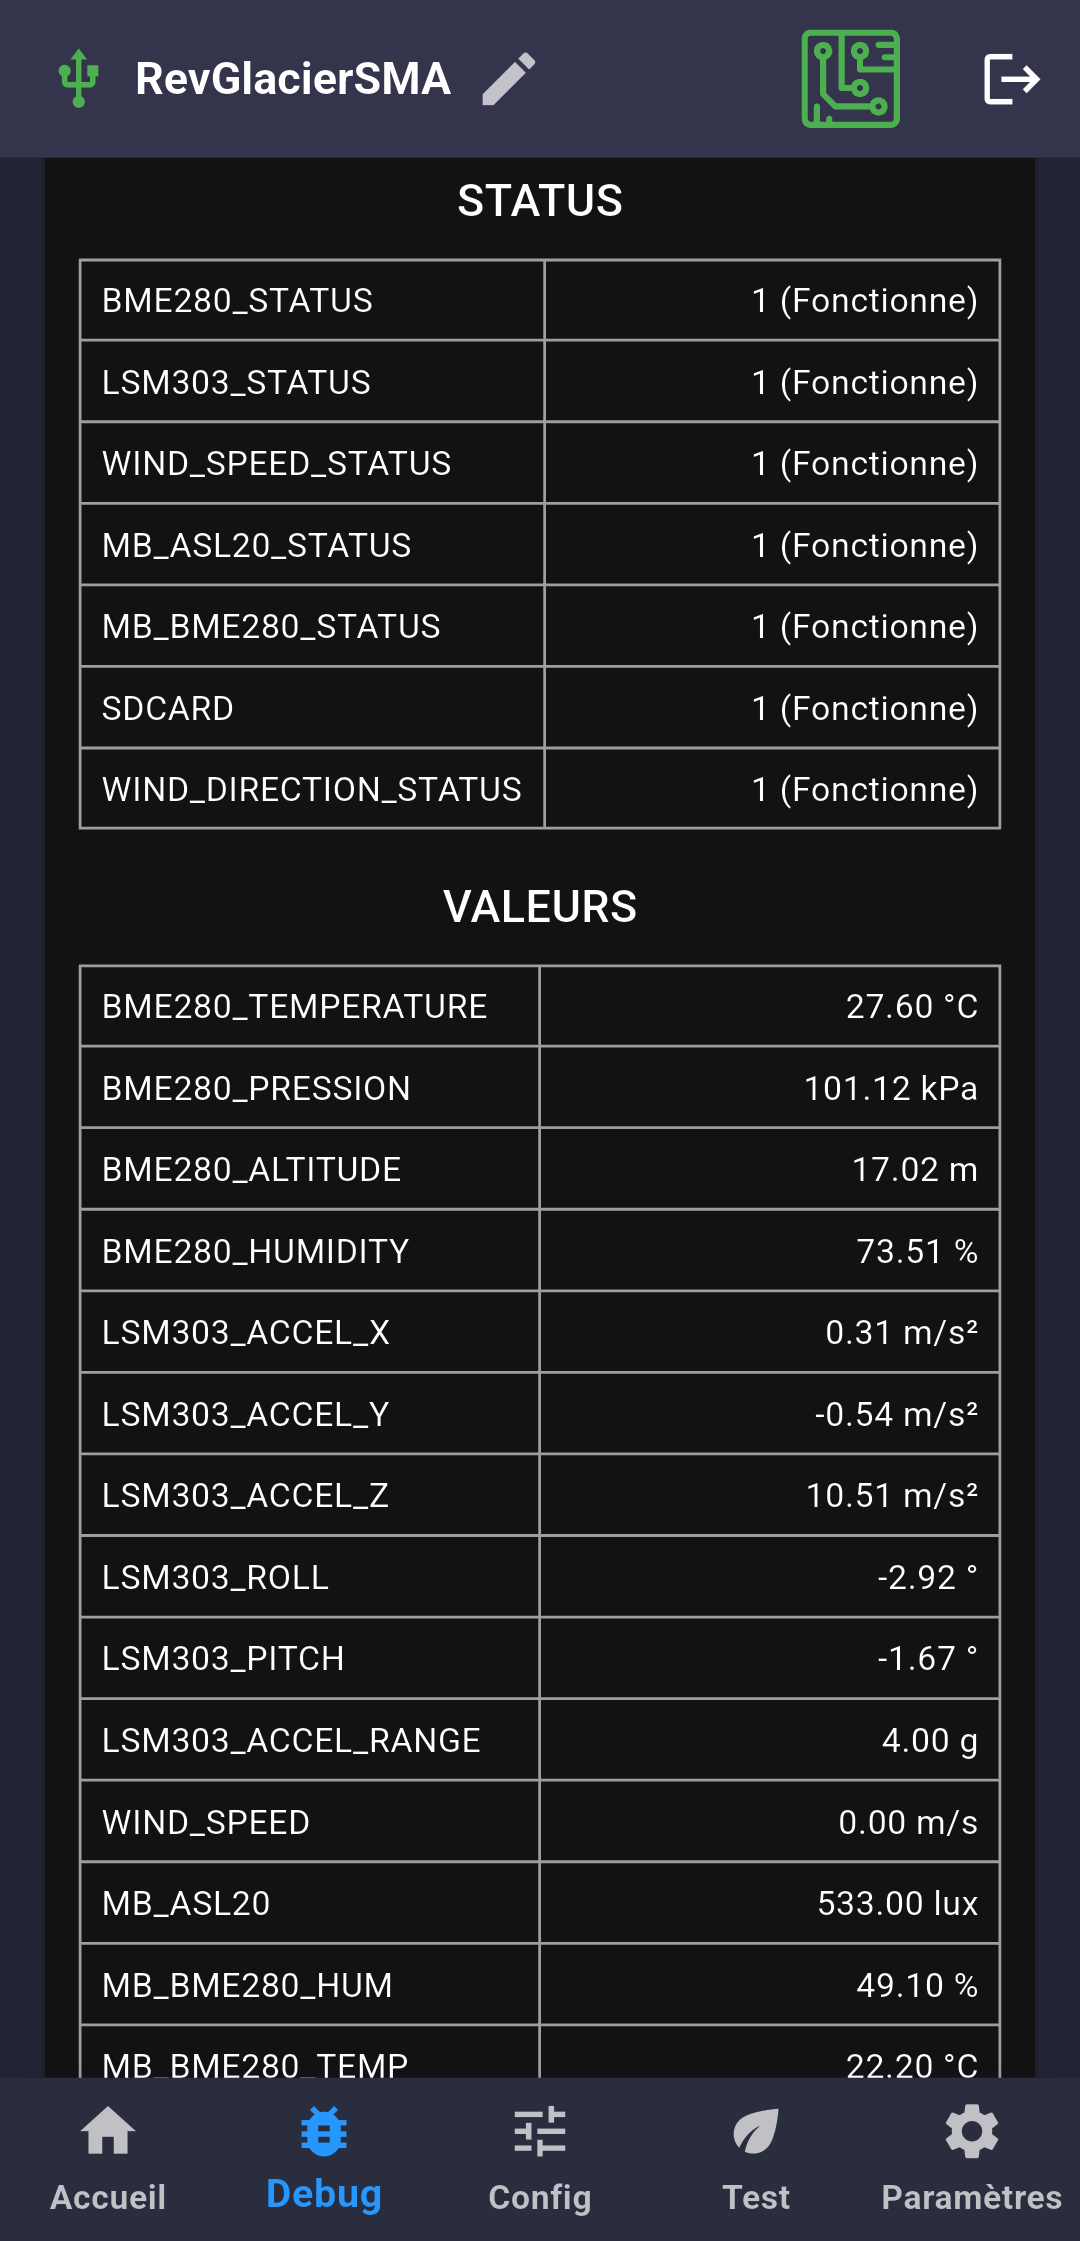 RevGlacierSMA
STATUS
BME280_STATUS 1 (Fonctionne)
LSM303_STATUS 1 (Fonctionne)
WIND_SPEED_STATUS 1 (Fonctionne)
MB_ASL20_STATUS 1 (Fonctionne)
MB_BME280_STATUS 1 (Fonctionne)
SDCARD 1 (Fonctionne)
WIND_DIRECTION_STATUS 1 (Fonctionne)
VALEURS
BME280_TEMPERATURE 27.60 °C
BME280_PRESSION 101.12 kPa
BME280_ALTITUDE 17.02 m
BME280_HUMIDITY 73.51 %
LSM303_ACCEL_X 0.31 m/s²
LSM303_ACCEL_Y -0.54 m/s²
LSM303_ACCEL_Z 10.51 m/s²
LSM303_ROLL -2.92 °
LSM303_PITCH -1.67 °
LSM303_ACCEL_RANGE 4.00 g
WIND_SPEED 0.00 m/s
MB_ASL20 533.00 lux
MB_BME280_HUM 49.10 %
MB_BME280_TEMP 22.20 °C
Accueil Debug Config Test Paramètres